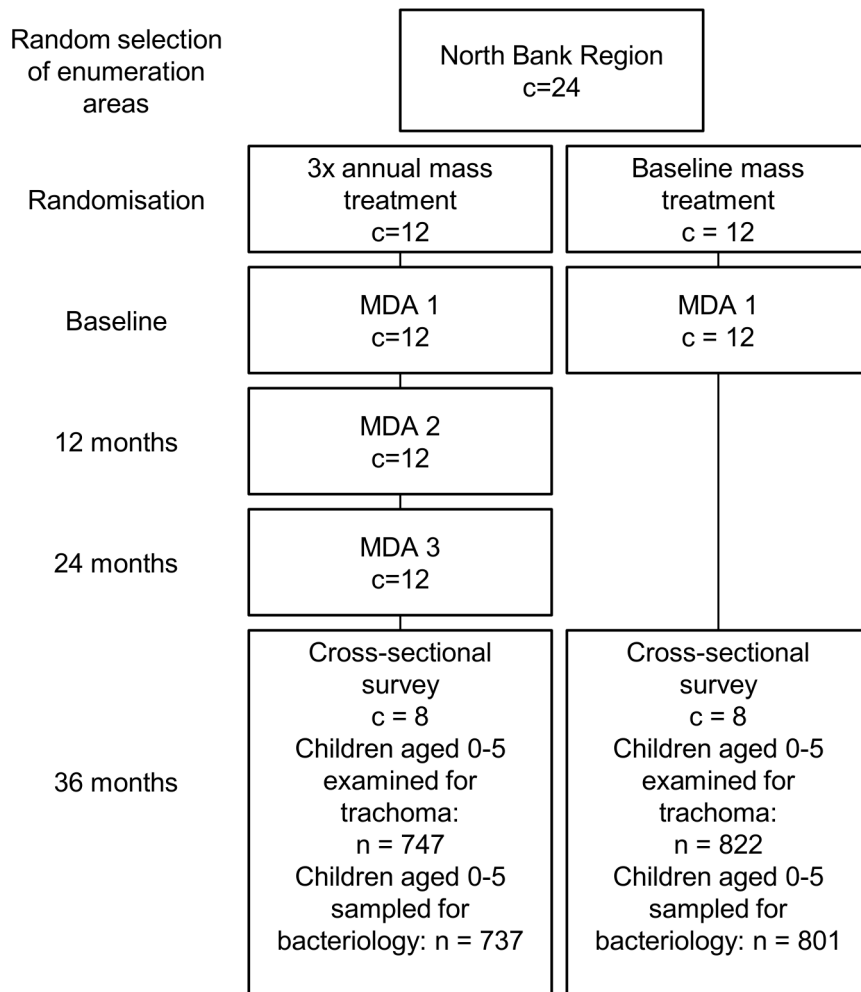 Random selection
of enumeration
areas
North Bank Region
c=24
Randomisation
3x annual mass
treatment
c=12
Baseline mass
treatment
c = 12
Baseline
MDA 1
c=12
MDA 1
c = 12
12 months
MDA 2
c=12
24 months
MDA 3
c=12
36 months
Cross-sectional
survey
c = 8
Children aged 0-5
examined for
trachoma:
n = 747
Children aged 0-5
sampled for
bacteriology: n = 737
Cross-sectional
survey
c = 8
Children aged 0-5
examined for
trachoma:
n = 822
Children aged 0-5
sampled for
bacteriology: n = 801